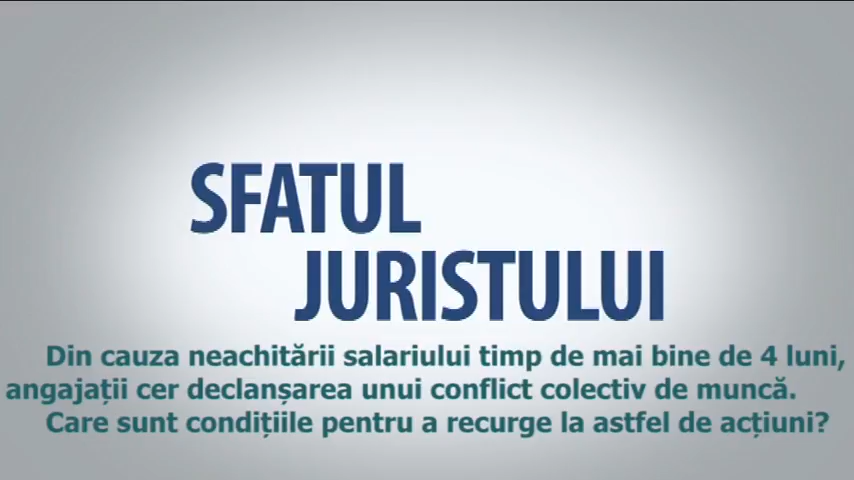 SFATUL
JURISTULUI
Din cauza neachitării salariului timp de mai bine de 4 luni,
angajații cer declanșarea unui conflict colectiv de muncă.
Care sunt condițiile pentru a recurge la astfel de acțiuni?